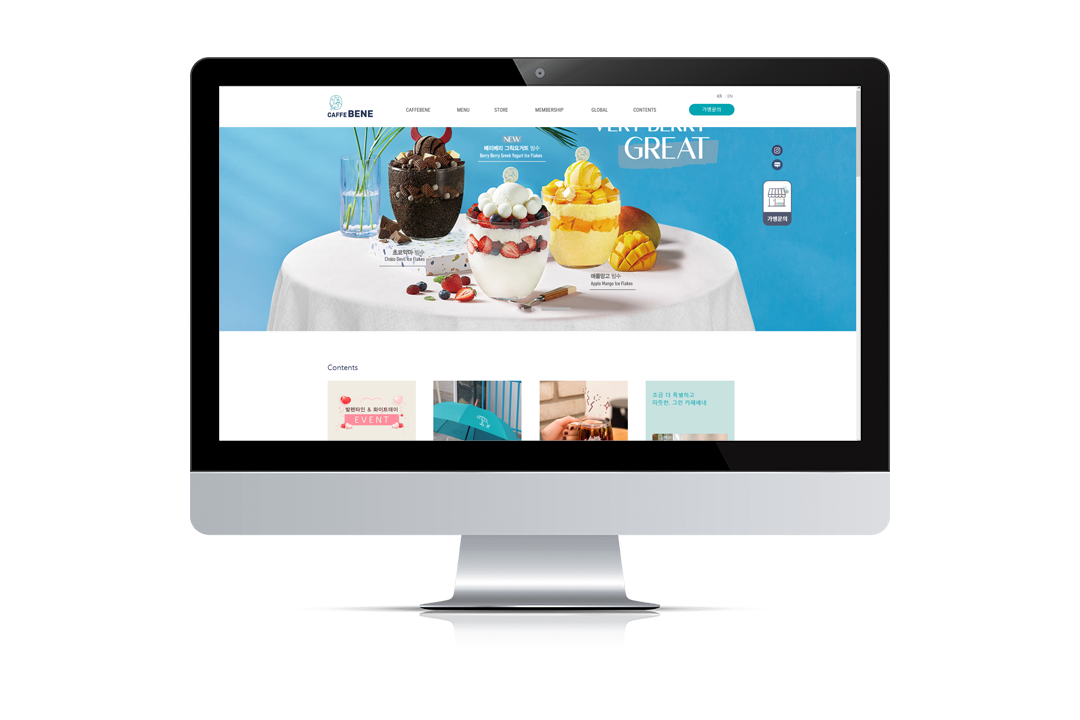 KR EN
CAFFE BENE
CAFFEBENE MENU STORE MEMBERSHIP GLOBAL CONTENTS 가맹문의
VERY BERRY
GREAT
NEW
베리베리 그릭요거트 빙수
Berry Berry Greek Yogurt Ice Flakes
초코악마 빙수
Choco Devil Ice Flakes
애플망고 빙수
Apple Mango Ice Flakes
가맹문의
Contents
발렌타인 & 화이트데이
EVENT
조금 더 특별하고
따뜻한, 그런 카페베네